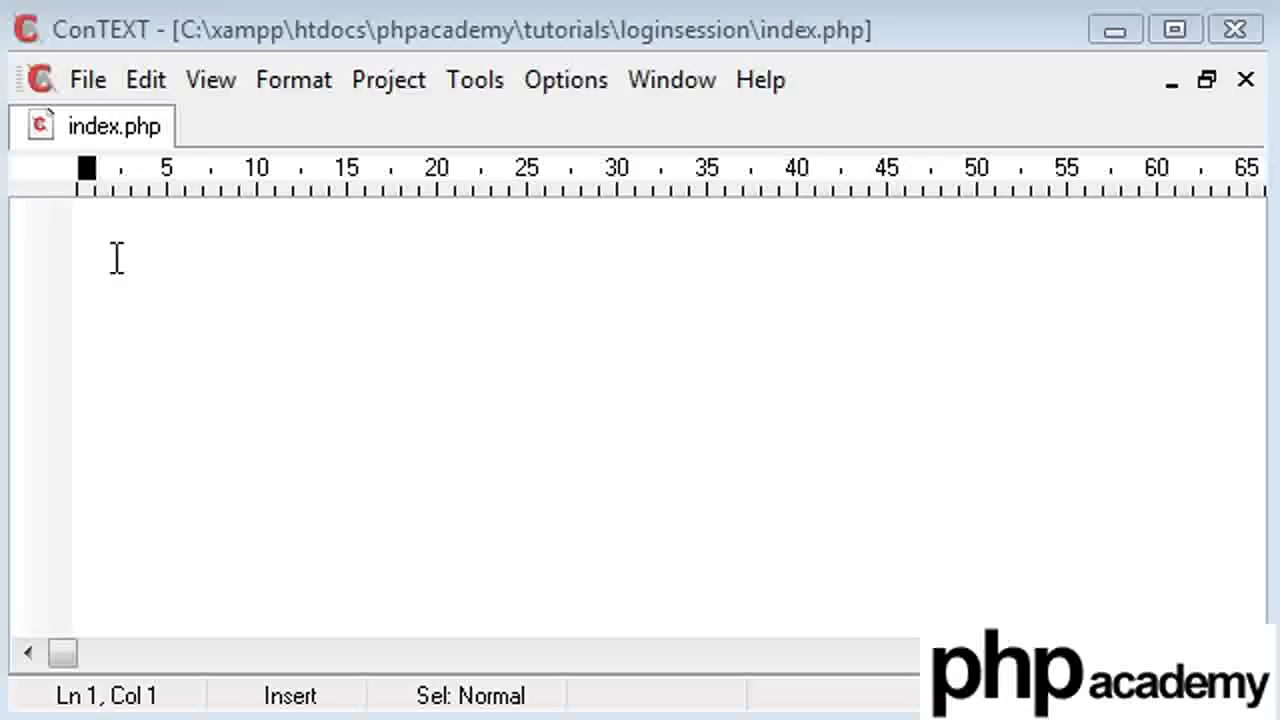 ConTEXT - [C:\xampp\htdocs\phpacademy\tutorials\loginsession\index.php]
File Edit View Format Project Tools Options Window Help
index.php
5 10 15 20 25 30 35 40 45 50 55 60 65
Ln 1, Col 1 Insert Sel: Normal
php academy